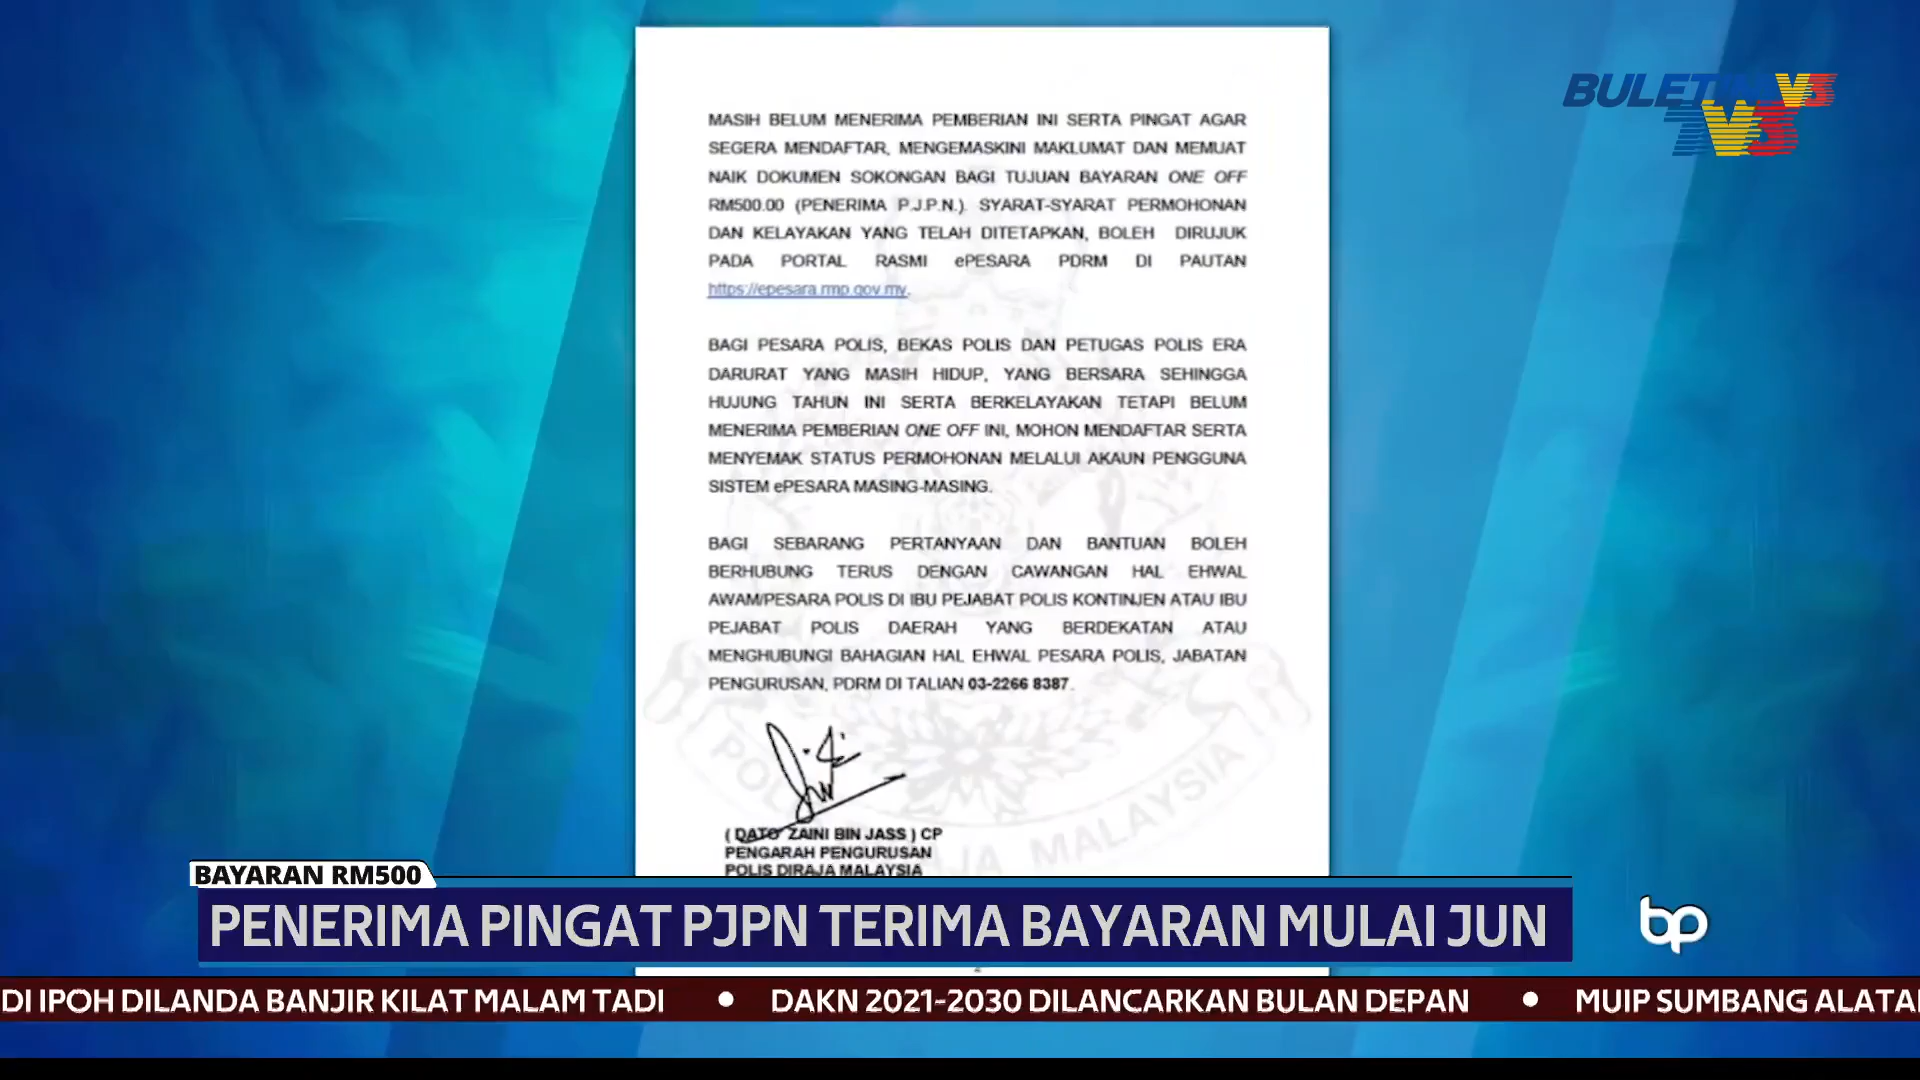 MASIH BELUM MENERIMA PEMBERIAN INI SERTA PINGAT AGAR
SEGERA MENDAFTAR, MENGEMASKINI MAKLUMAT DAN MEMUAT
NAIK DOKUMEN SOKONGAN BAGI TUJUAN BAYARAN ONE OFF
RM500.00 (PENERIMA P.J.P.N.). SYARAT-SYARAT PERMOHONAN
DAN KELAYAKAN YANG TELAH DITETAPKAN, BOLEH DIRUJUK
PADA PORTAL RASMI ePESARA PDRM DI PAUTAN
https://epesara.rmp.gov.my.
BAGI PESARA POLIS, BEKAS POLIS DAN PETUGAS POLIS ERA
DARURAT YANG MASIH HIDUP, YANG BERSARA SEHINGGA
HUJUNG TAHUN INI SERTA BERKELAYAKAN TETAPI BELUM
MENERIMA PEMBERIAN ONE OFF INI, MOHON MENDAFTAR SERTA
MENYEMAK STATUS PERMOHONAN MELALUI AKAUN PENGGUNA
SISTEM ePESARA MASING-MASING.
BAGI SEBARANG PERTANYAAN DAN BANTUAN BOLEH
BERHUBUNG TERUS DENGAN CAWANGAN HAL EHWAL
AWAM/PESARA POLIS DI IBU PEJABAT POLIS KONTINJEN ATAU IBU
PEJABAT POLIS DAERAH YANG BERDEKATAN ATAU
MENGHUBUNGI BAHAGIAN HAL EHWAL PESARA POLIS, JABATAN
PENGURUSAN, PDRM DI TALIAN 03-2266 8387.
( DATO' ZAINI BIN JASS ) CP
PENGARAH PENGURUSAN
POLIS DIRAJA MALAYSIA
MALAYSIA
BAYARAN RM500
PENERIMA PINGAT PJPN TERIMA BAYARAN MULAI JUN
bp
DI IPOH DILANDA BANJIR KILAT MALAM TADI • DAKN 2021-2030 DILANCARKAN BULAN DEPAN • MUIP SUMBANG ALATA